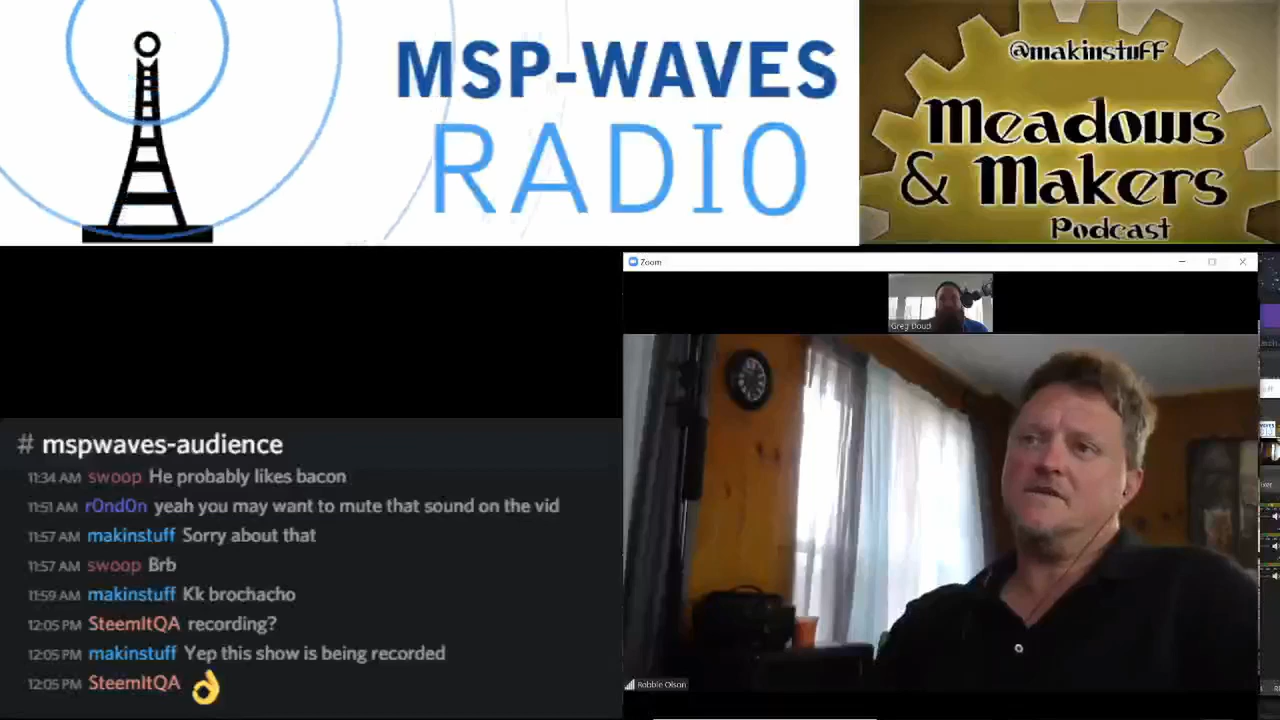 MSP-WAVES
RADIO
@makinstuff
Meadows
& Makers
Podcast
Zoom
Greg Doud
# mspwaves-audience
11:34 AM swoop He probably likes bacon
11:51 AM r0nd0n yeah you may want to mute that sound on the vid
11:57 AM makinstuff Sorry about that
11:57 AM swoop Brb
11:59 AM makinstuff Kk brochacho
12:05 PM SteemItQA recording?
12:05 PM makinstuff Yep this show is being recorded
12:05 PM SteemItQA 👌
Robbie Olson